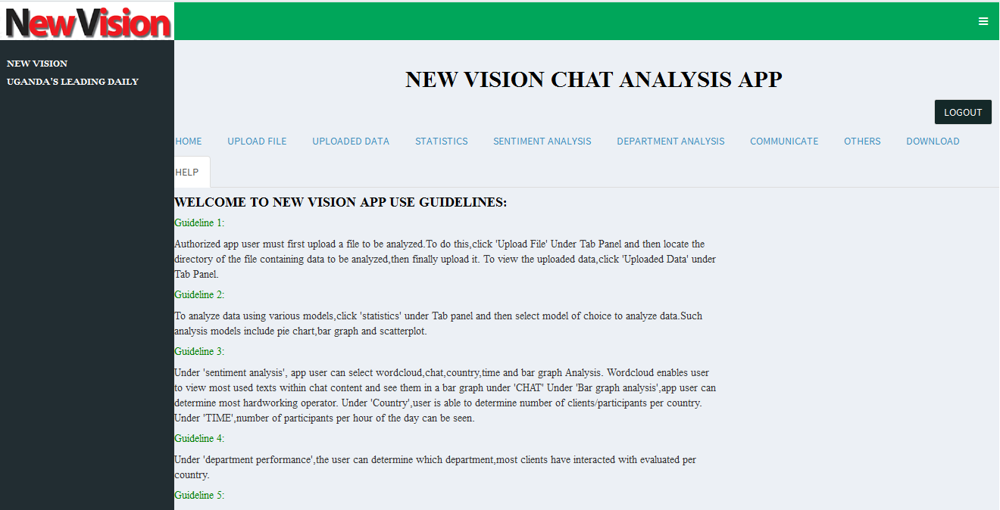 NewVision
NEW VISION
UGANDA'S LEADING DAILY
NEW VISION CHAT ANALYSIS APP
LOGOUT
HOME UPLOAD FILE UPLOADED DATA STATISTICS SENTIMENT ANALYSIS DEPARTMENT ANALYSIS COMMUNICATE OTHERS DOWNLOAD
HELP
WELCOME TO NEW VISION APP USE GUIDELINES:
Guideline 1:
Authorized app user must first upload a file to be analyzed.To do this,click 'Upload File' Under Tab Panel and then locate the
directory of the file containing data to be analyzed,then finally upload it. To view the uploaded data,click 'Uploaded Data' under
Tab Panel.
Guideline 2:
To analyze data using various models,click 'statistics' under Tab panel and then select model of choice to analyze data.Such
analysis models include pie chart,bar graph and scatterplot.
Guideline 3:
Under 'sentiment analysis', app user can select wordcloud,chat,country,time and bar graph Analysis. Wordcloud enables user
to view most used texts within chat content and see them in a bar graph under 'CHAT' Under 'Bar graph analysis',app user can
determine most hardworking operator. Under 'Country',user is able to determine number of clients/participants per country.
Under 'TIME',number of participants per hour of the day can be seen.
Guideline 4:
Under 'department performance',the user can determine which department,most clients have interacted with evaluated per
country.
Guideline 5: